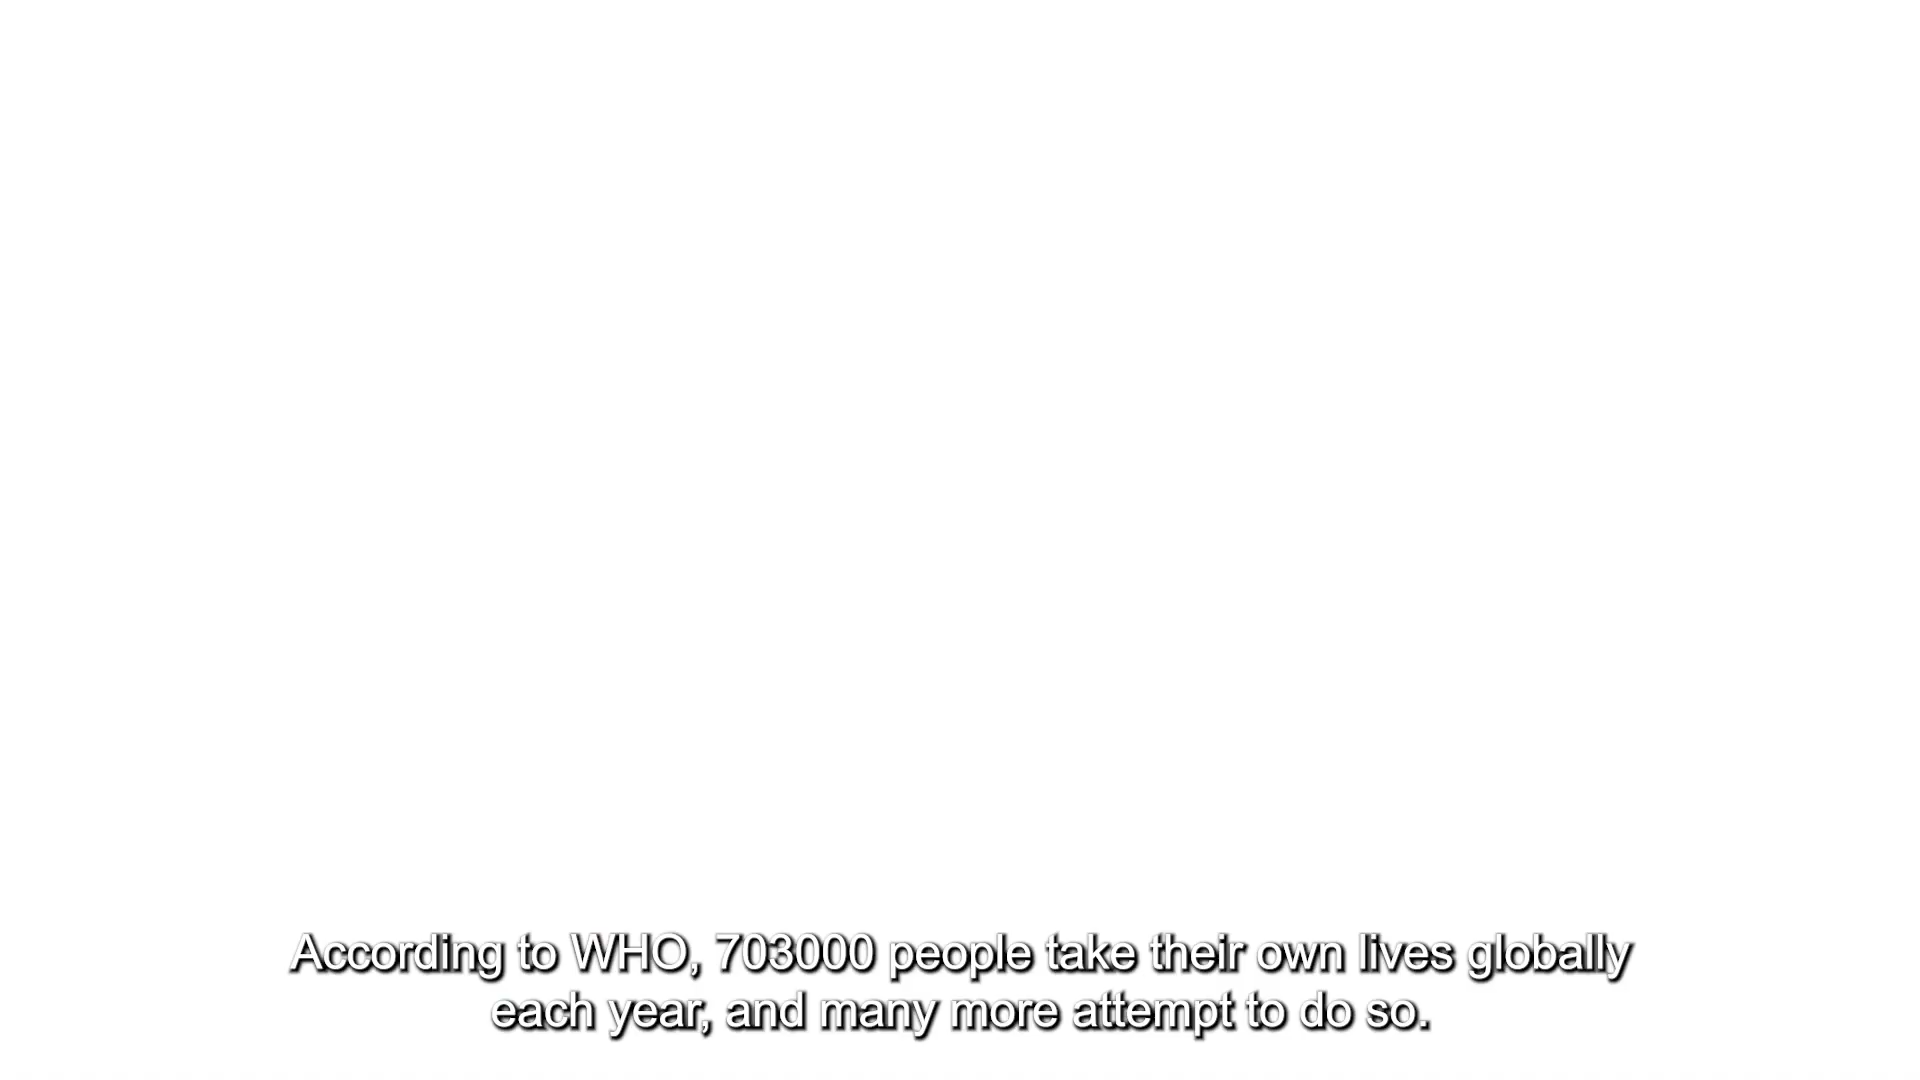 According to WHO, 703000 people take their own lives globally
each year, and many more attempt to do so.